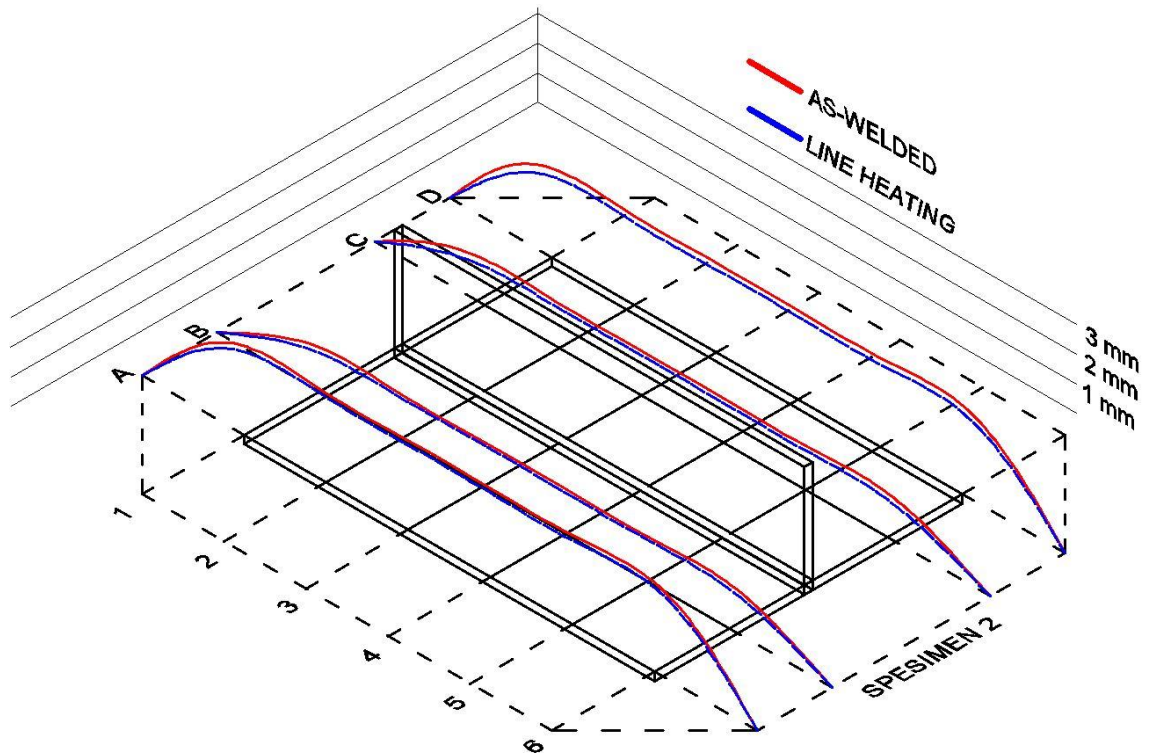 AS-WELDED
LINE HEATING
D
C
B
A
3 mm
2 mm
1 mm
1
2
3
4
5
6
SPESIMEN 2